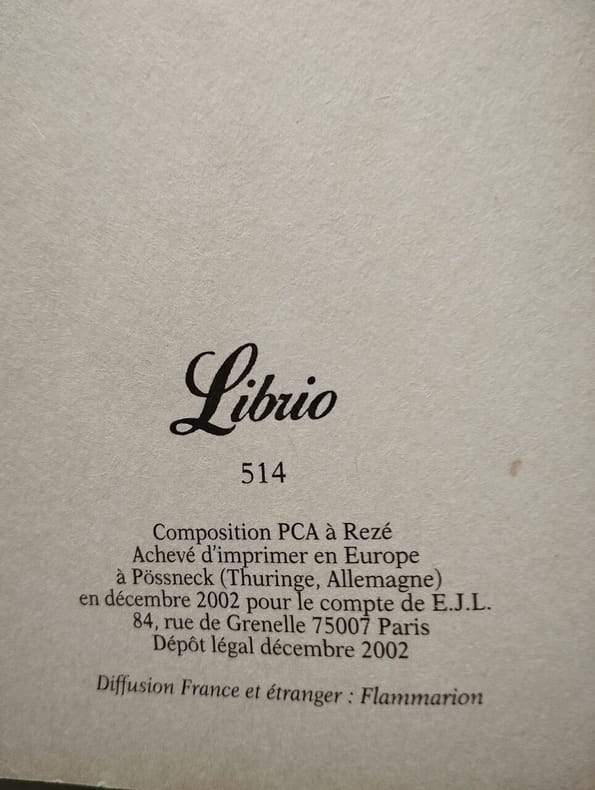 Librio
514
Composition PCA à Rezé
Achevé d'imprimer en Europe
à Pössneck (Thuringe, Allemagne)
en décembre 2002 pour le compte de E.J.L.
84, rue de Grenelle 75007 Paris
Dépôt légal décembre 2002
Diffusion France et étranger : Flammarion